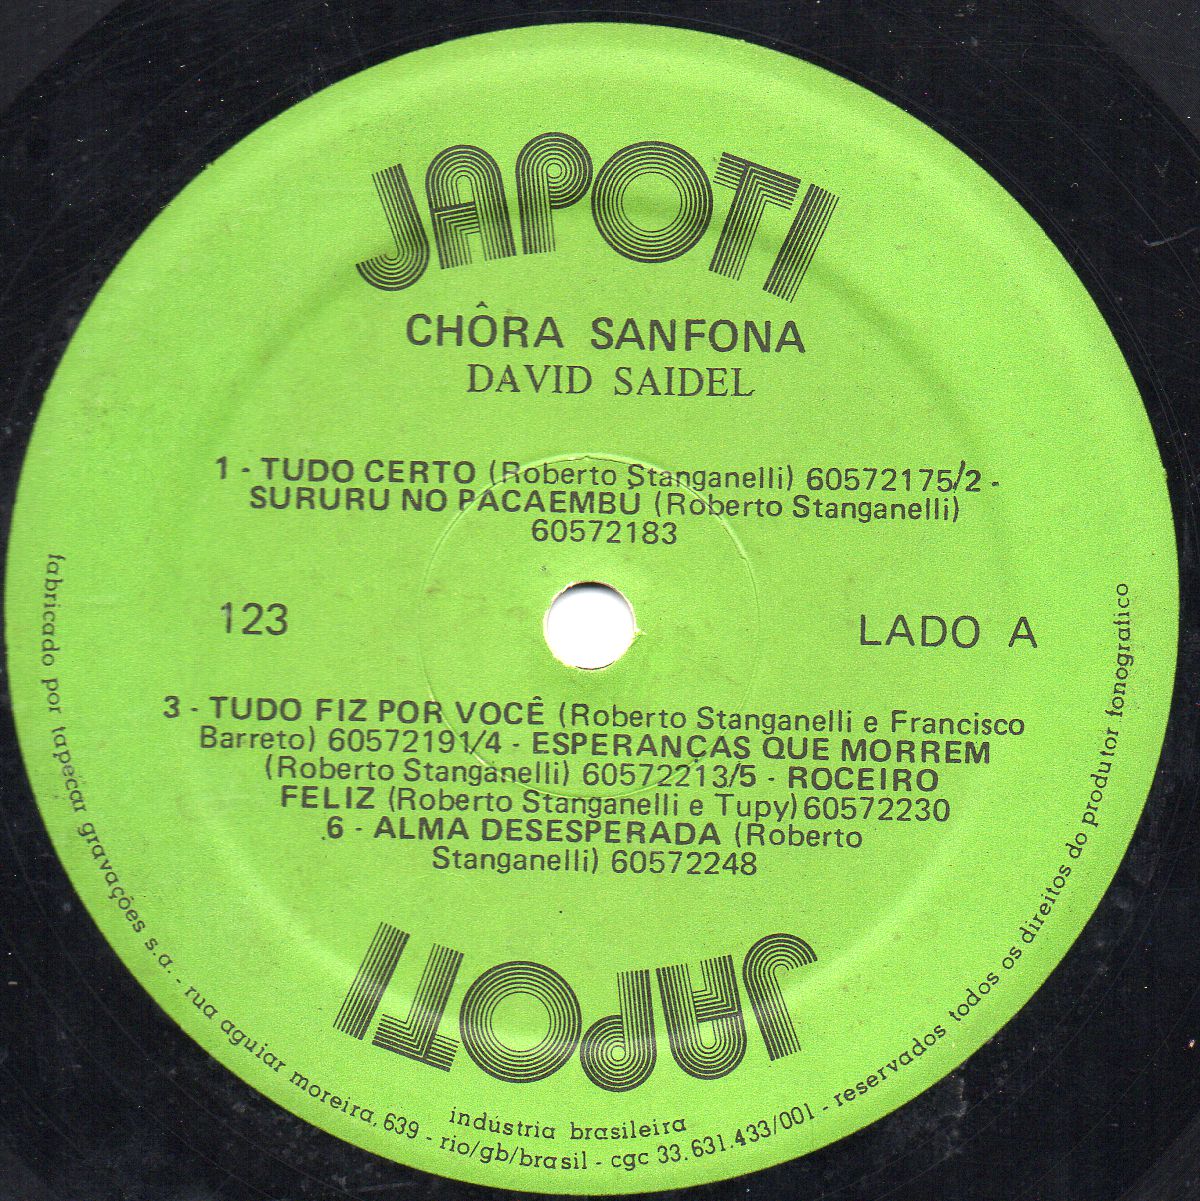 JAPOTI
CHÔRA SANFONA
DAVID SAIDEL
1 - TUDO CERTO (Roberto Stanganelli) 60572175/2 -
SURURU NO PACAEMBÚ (Roberto Stanganelli)
60572183
123
LADO A
3 - TUDO FIZ POR VOCÊ (Roberto Stanganelli e Francisco
Barreto) 60572191/4 - ESPERANÇAS QUE MORREM
(Roberto Stanganelli) 60572213/5 - ROCEIRO
FELIZ (Roberto Stanganelli e Tupy) 60572230
.6 - ALMA DESESPERADA (Roberto
Stanganelli) 60572248
JAPOTI
indústria brasileira
fabricado por tapecar gravações s.a. - rua aguiar moreira, 639 - rio/gb/brasil - cgc 33.631.433/001 - reservados todos os direitos do produtor fonografico